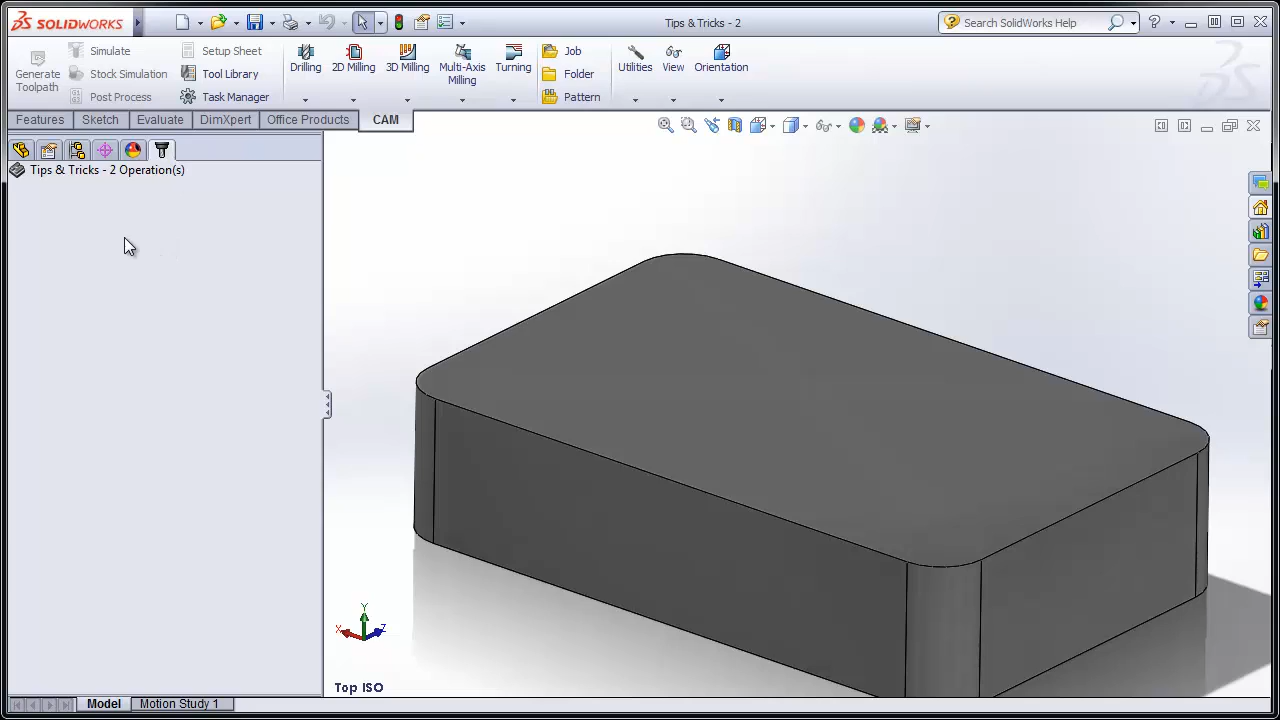 SOLIDWORKS
Tips & Tricks - 2
Search SolidWorks Help
Generate Toolpath
Simulate
Stock Simulation
Post Process
Setup Sheet
Tool Library
Task Manager
Drilling
2D Milling
3D Milling
Multi-Axis Milling
Turning
Job
Folder
Pattern
Utilities
View
Orientation
Features
Sketch
Evaluate
DimXpert
Office Products
CAM
Tips & Tricks - 2 Operation(s)
Y
X
Z
Top ISO
Model
Motion Study 1